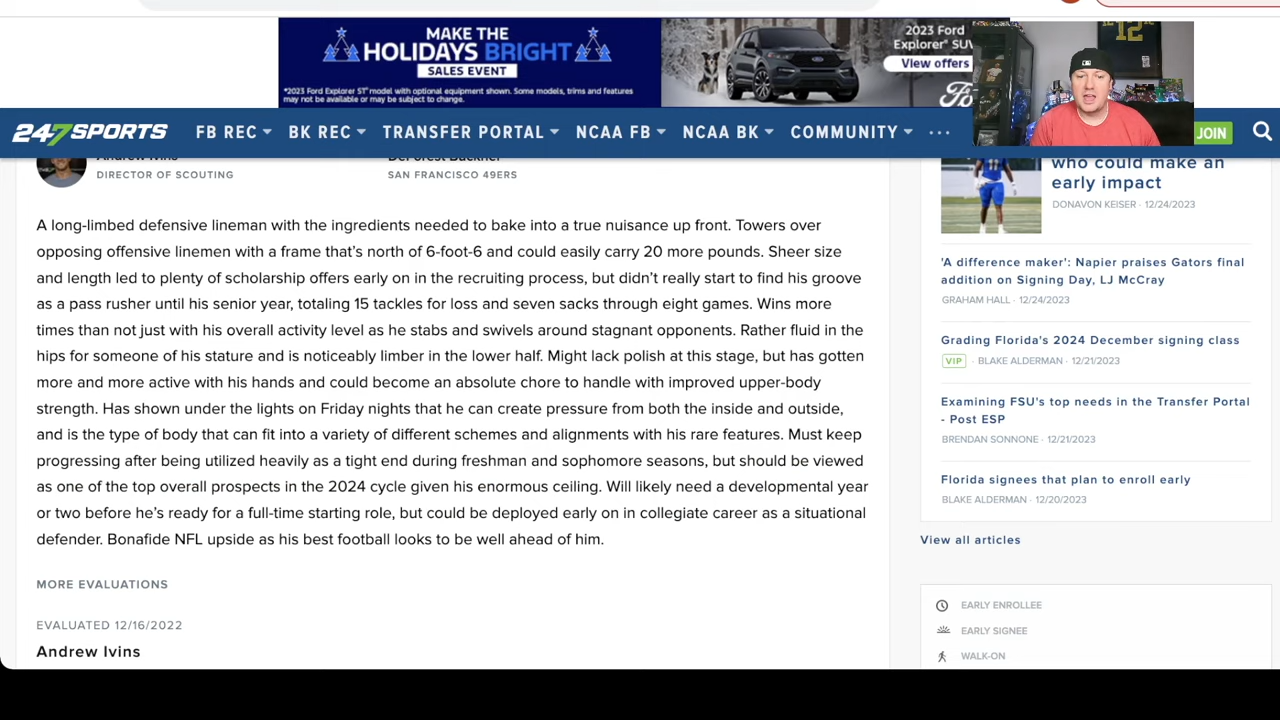 MAKE THE
HOLIDAYS BRIGHT
SALES EVENT
*2023 Ford Explorer ST® model with optional equipment shown. Some models, trims and features
may not be available or may be subject to change.
2023 Ford
Explorer® SUV
View offers
Ford
12
247SPORTS
FB REC
BK REC
TRANSFER PORTAL
NCAA FB
NCAA BK
COMMUNITY
JOIN
Andrew Ivins
DIRECTOR OF SCOUTING
DeForest Buckner
SAN FRANCISCO 49ERS
A long-limbed defensive lineman with the ingredients needed to bake into a true nuisance up front. Towers over
opposing offensive linemen with a frame that's north of 6-foot-6 and could easily carry 20 more pounds. Sheer size
and length led to plenty of scholarship offers early on in the recruiting process, but didn't really start to find his groove
as a pass rusher until his senior year, totaling 15 tackles for loss and seven sacks through eight games. Wins more
times than not just with his overall activity level as he stabs and swivels around stagnant opponents. Rather fluid in the
hips for someone of his stature and is noticeably limber in the lower half. Might lack polish at this stage, but has gotten
more and more active with his hands and could become an absolute chore to handle with improved upper-body
strength. Has shown under the lights on Friday nights that he can create pressure from both the inside and outside,
and is the type of body that can fit into a variety of different schemes and alignments with his rare features. Must keep
progressing after being utilized heavily as a tight end during freshman and sophomore seasons, but should be viewed
as one of the top overall prospects in the 2024 cycle given his enormous ceiling. Will likely need a developmental year
or two before he's ready for a full-time starting role, but could be deployed early on in collegiate career as a situational
defender. Bonafide NFL upside as his best football looks to be well ahead of him.
MORE EVALUATIONS
EVALUATED 12/16/2022
Andrew Ivins
who could make an
early impact
DONAVON KEISER · 12/24/2023
'A difference maker': Napier praises Gators final
addition on Signing Day, LJ McCray
GRAHAM HALL · 12/24/2023
Grading Florida's 2024 December signing class
VIP · BLAKE ALDERMAN · 12/21/2023
Examining FSU's top needs in the Transfer Portal
- Post ESP
BRENDAN SONNONE · 12/21/2023
Florida signees that plan to enroll early
BLAKE ALDERMAN · 12/20/2023
View all articles
EARLY ENROLLEE
EARLY SIGNEE
WALK-ON